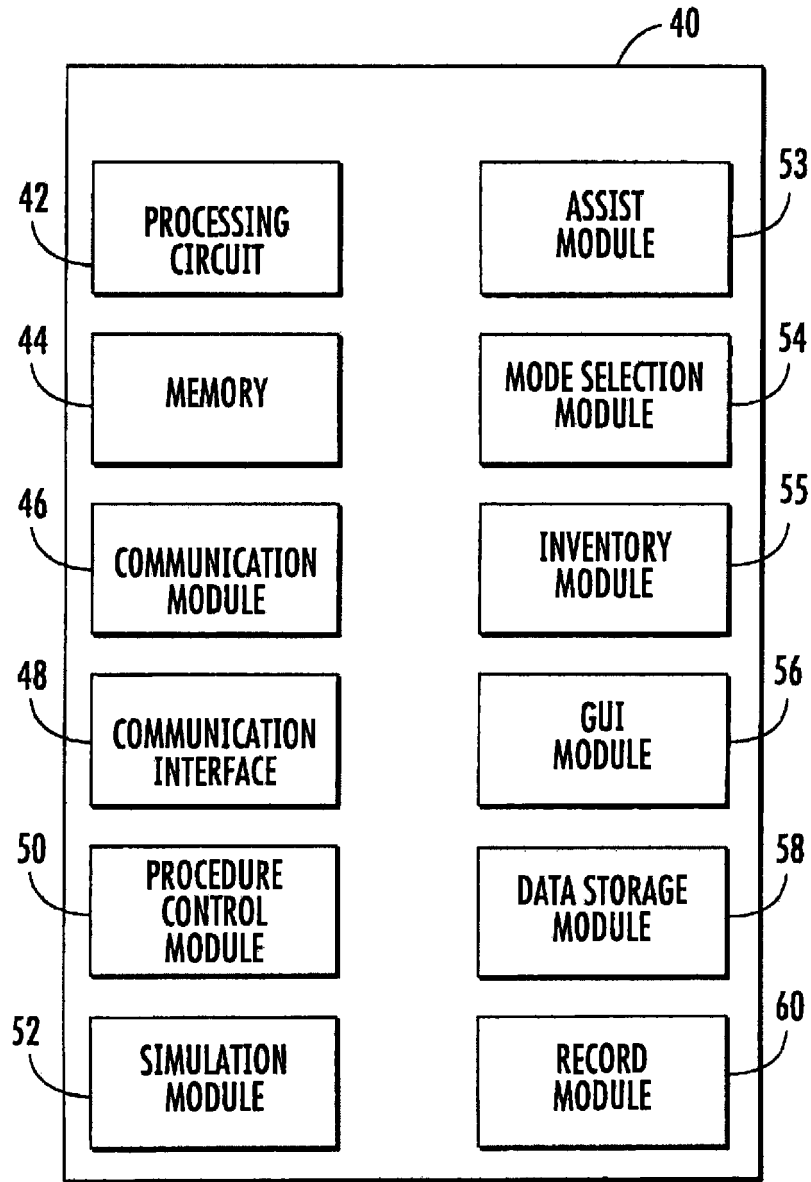 40
42
PROCESSING
CIRCUIT
53
ASSIST
MODULE
44
MEMORY
54
MODE SELECTION
MODULE
46
COMMUNICATION
MODULE
55
INVENTORY
MODULE
48
COMMUNICATION
INTERFACE
56
GUI
MODULE
50
PROCEDURE
CONTROL
MODULE
58
DATA STORAGE
MODULE
52
SIMULATION
MODULE
60
RECORD
MODULE